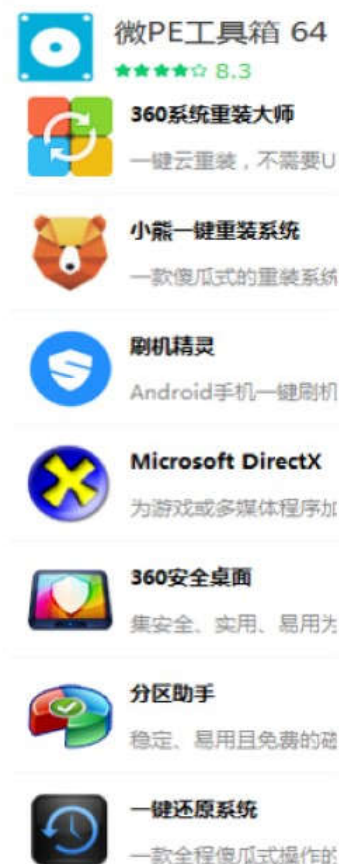 微PE工具箱 64
8.3
360系统重装大师
一键云重装，不需要U
小熊一键重装系统
一款傻瓜式的重装系统
刷机精灵
Android手机一键刷机
Microsoft DirectX
为游戏或多媒体程序加
360安全桌面
集安全、实用、易用为
分区助手
稳定、易用且免费的磁
一键还原系统
一款全程傻瓜式操作的